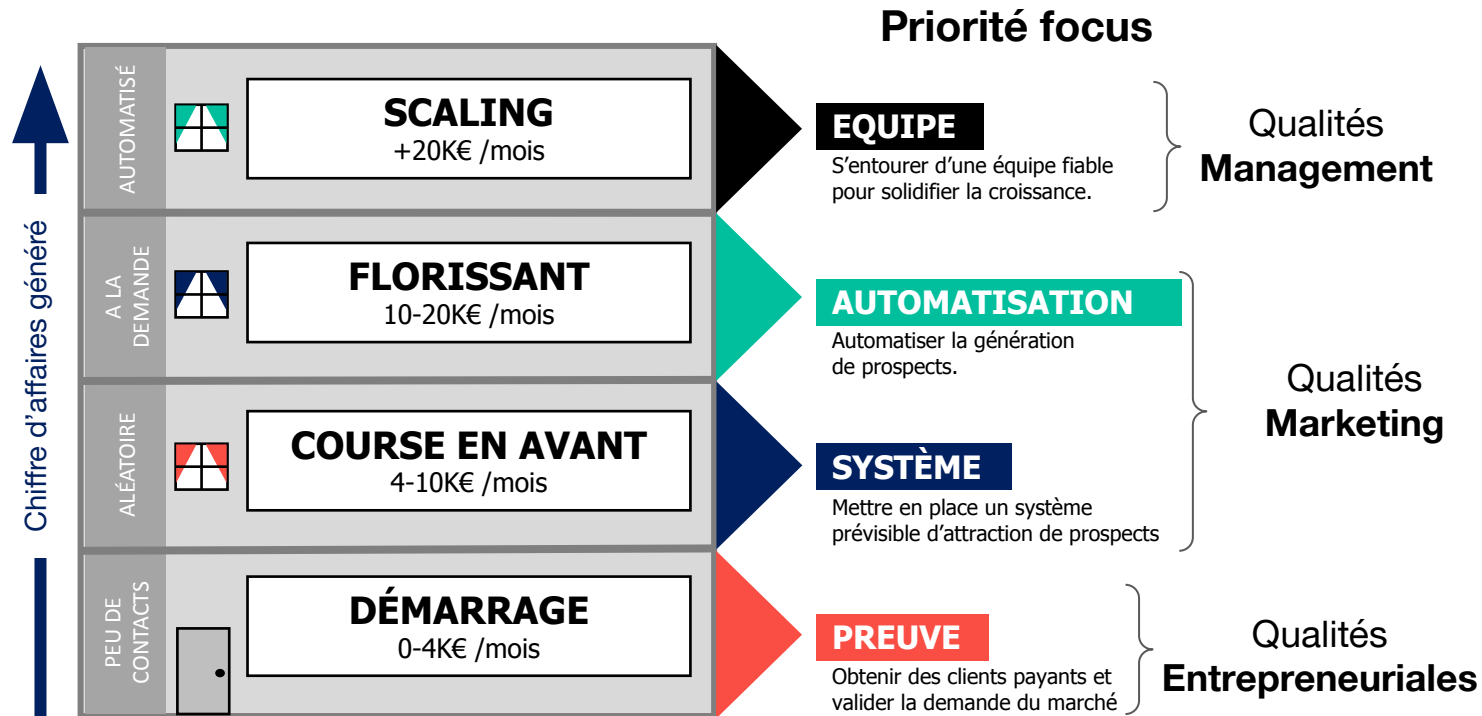 Priorité focus
Chiffre d'affaires généré
AUTOMATISÉ
SCALING
+20K€ /mois
EQUIPE
S'entourer d'une équipe fiable
pour solidifier la croissance.
Qualités
Management
A LA
DEMANDE
FLORISSANT
10-20K€ /mois
AUTOMATISATION
Automatiser la génération
de prospects.
Qualités
Marketing
ALÉATOIRE
COURSE EN AVANT
4-10K€ /mois
SYSTÈME
Mettre en place un système
prévisible d'attraction de prospects
PEU DE
CONTACTS
DÉMARRAGE
0-4K€ /mois
PREUVE
Obtenir des clients payants et
valider la demande du marché
Qualités
Entrepreneuriales